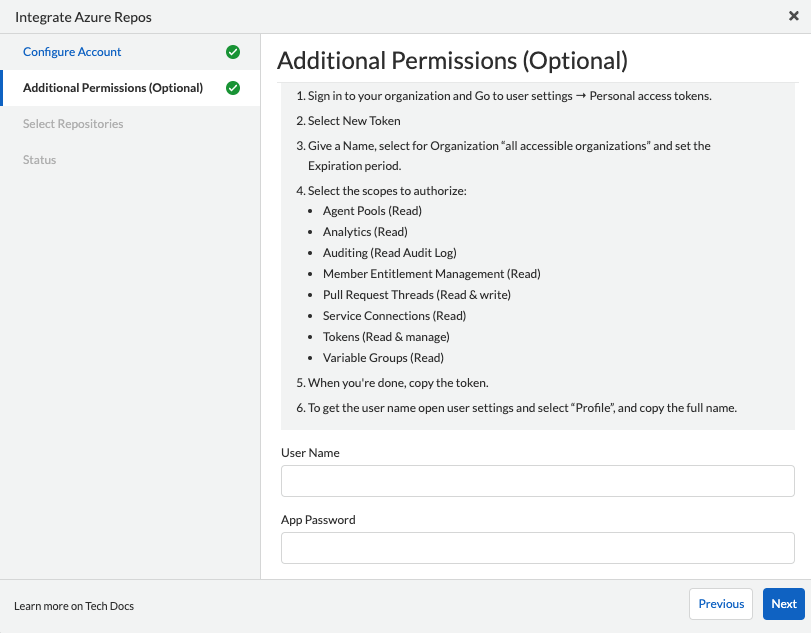 Integrate Azure Repos
Configure Account
Additional Permissions (Optional)
Select Repositories
Status
Additional Permissions (Optional)
1. Sign in to your organization and Go to user settings → Personal access tokens.
2. Select New Token
3. Give a Name, select for Organization “all accessible organizations” and set the
Expiration period.
4. Select the scopes to authorize:
• Agent Pools (Read)
• Analytics (Read)
• Auditing (Read Audit Log)
• Member Entitlement Management (Read)
• Pull Request Threads (Read & write)
• Service Connections (Read)
• Tokens (Read & manage)
• Variable Groups (Read)
5. When you're done, copy the token.
6. To get the user name open user settings and select “Profile”, and copy the full name.
User Name
App Password
Learn more on Tech Docs
Previous
Next